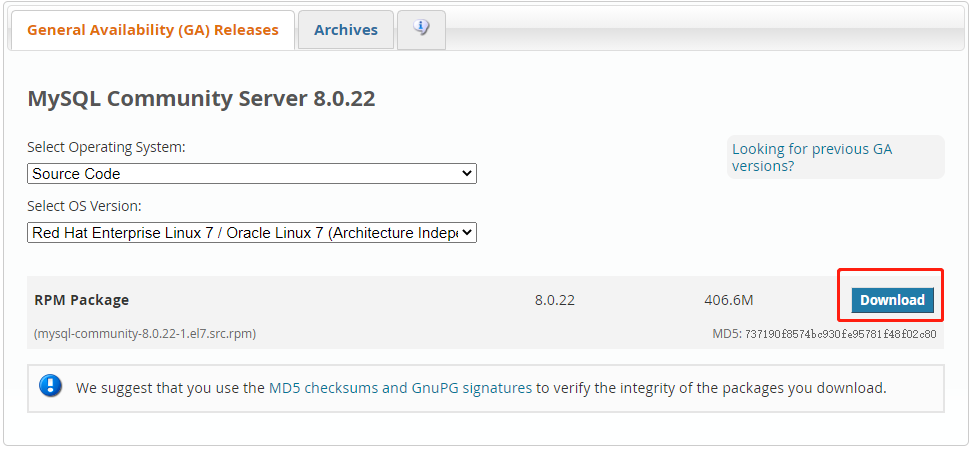 General Availability (GA) Releases
Archives
MySQL Community Server 8.0.22
Select Operating System:
Looking for previous GA
versions?
Source Code
Select OS Version:
Red Hat Enterprise Linux 7 / Oracle Linux 7 (Architecture Indepe
RPM Package 8.0.22 406.6M Download
(mysql-community-8.0.22-1.el7.src.rpm) MD5: 737190f8574bc930fe95781f48f02c80
We suggest that you use the MD5 checksums and GnuPG signatures to verify the integrity of the packages you download.